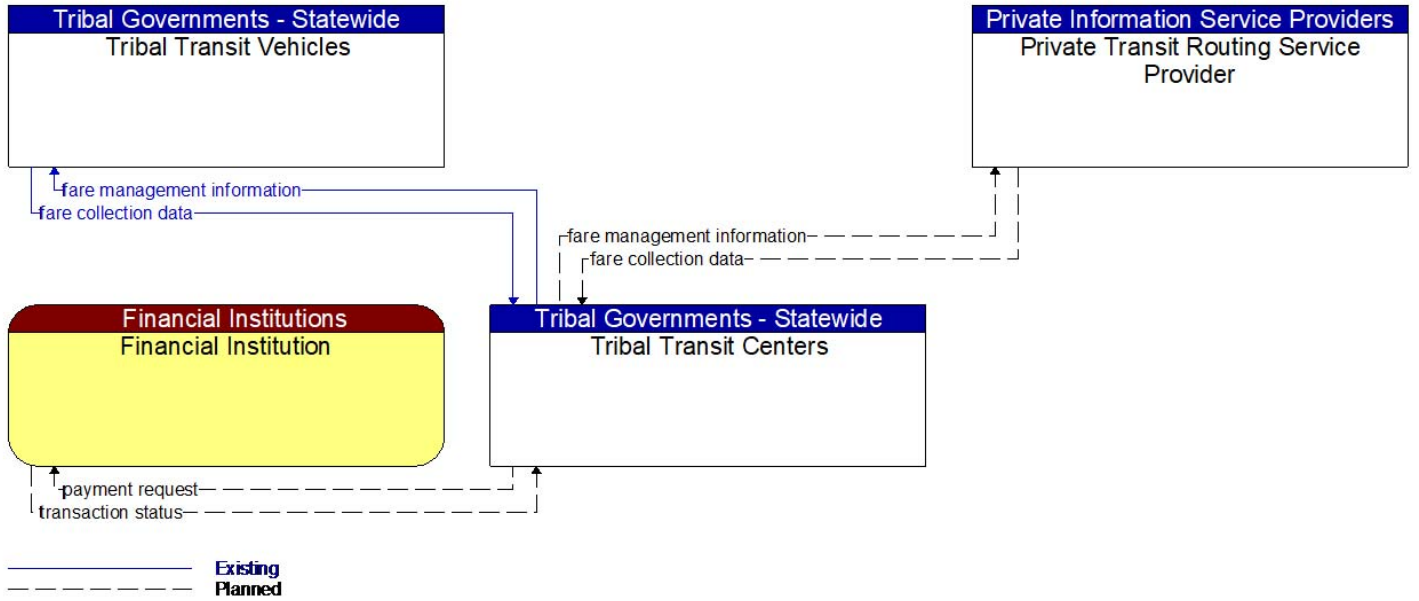 Tribal Governments - Statewide
Tribal Transit Vehicles
Private Information Service Providers
Private Transit Routing Service
Provider
fare management information
fare collection data
fare management information
fare collection data
Financial Institutions
Financial Institution
Tribal Governments - Statewide
Tribal Transit Centers
payment request
transaction status
Existing
Planned